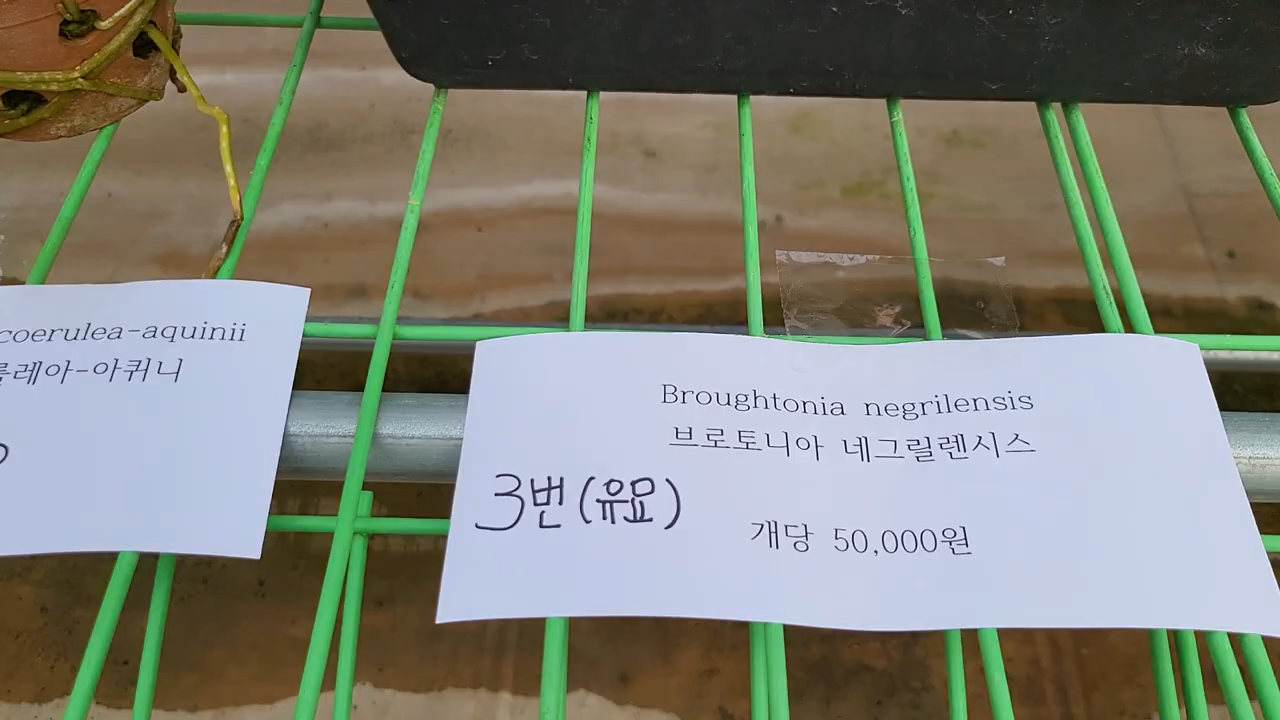 coerulea-aquinii
룰레아-아퀴니
Broughtonia negrilensis
브로토니아 네그릴렌시스
3번(유묘)
개당 50,000원